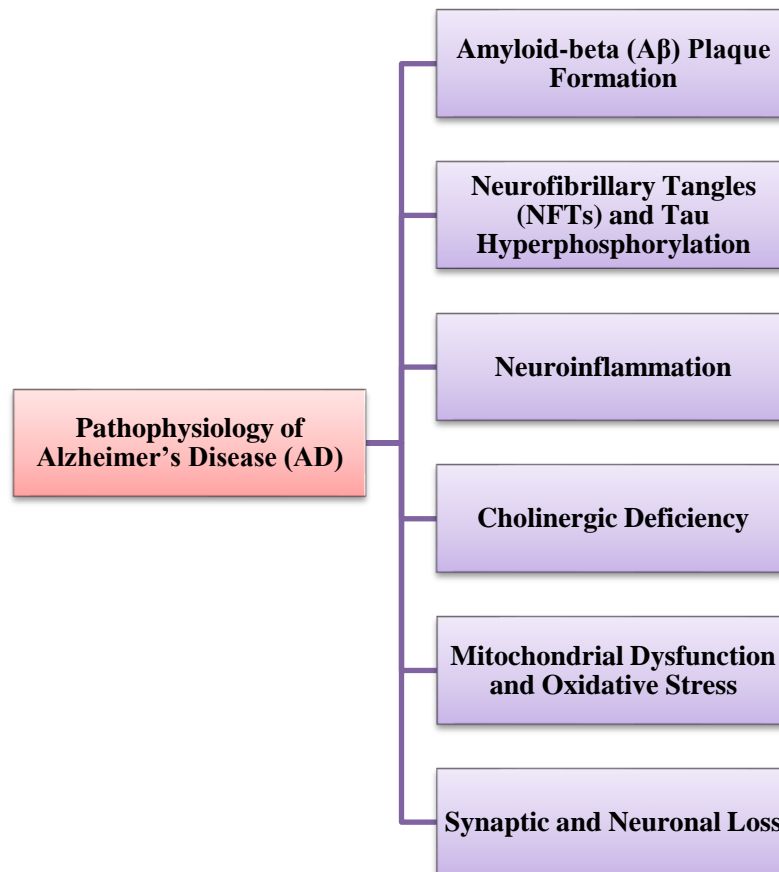 Amyloid-beta (Aβ) Plaque
Formation
Neurofibrillary Tangles
(NFTs) and Tau
Hyperphosphorylation
Neuroinflammation
Pathophysiology of
Alzheimer’s Disease (AD)
Cholinergic Deficiency
Mitochondrial Dysfunction
and Oxidative Stress
Synaptic and Neuronal Loss